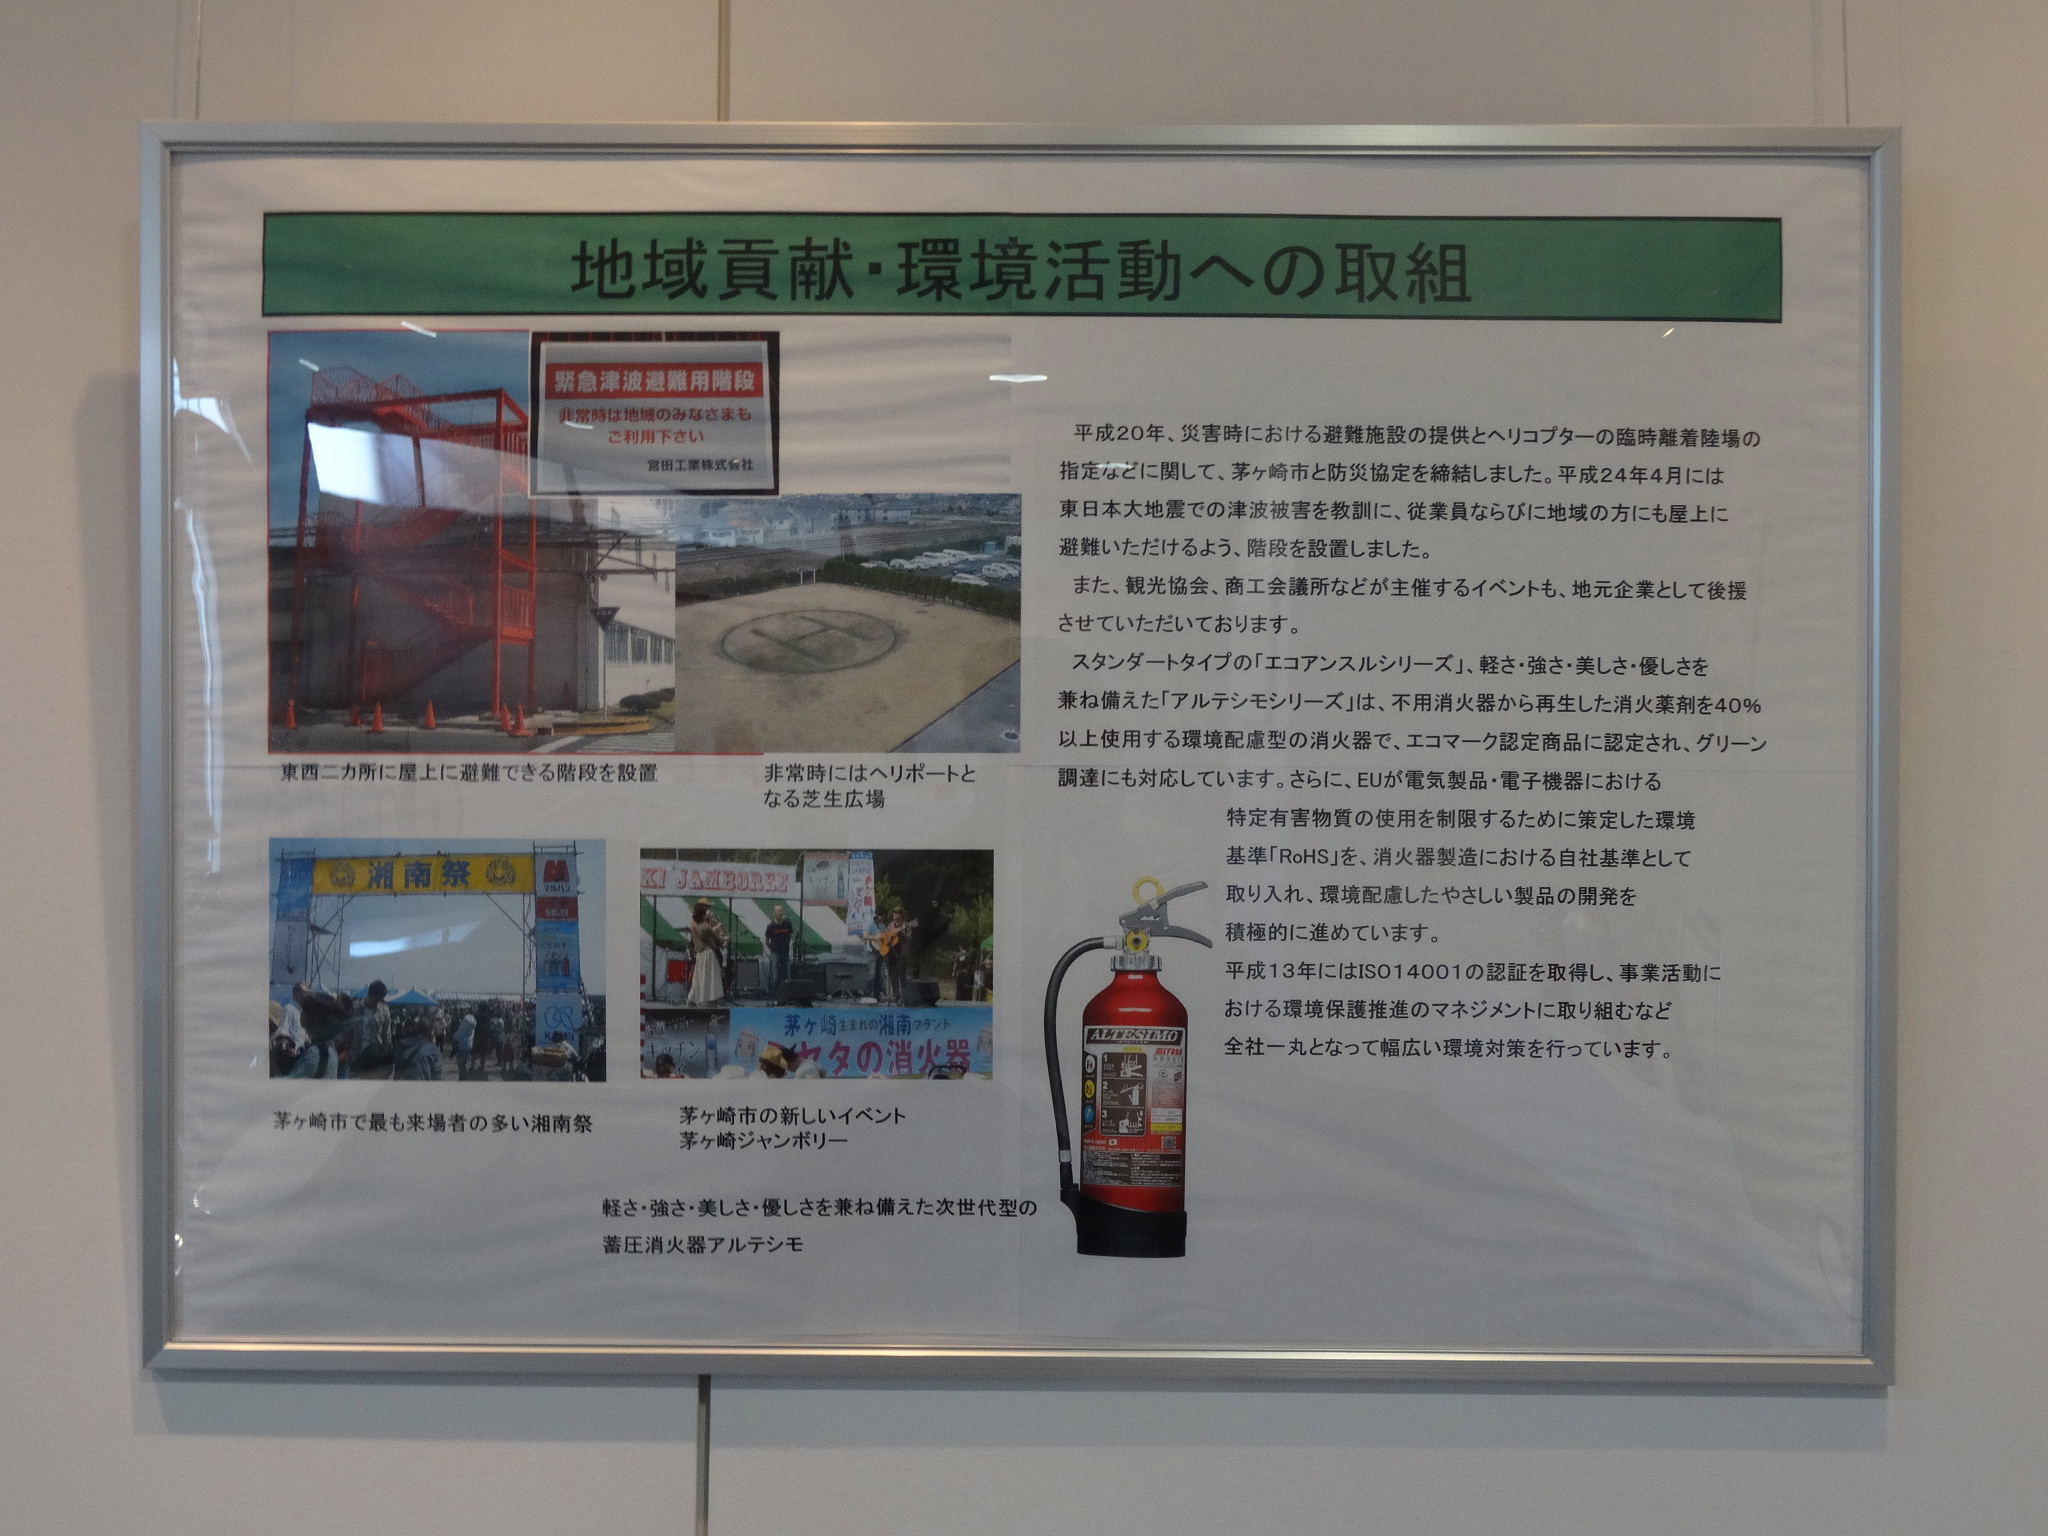 地域貢献・環境活動への取組
緊急津波避難用階段
非常時は地域のみなさまも
ご利用下さい
宮田工業株式会社
H
東西二カ所に屋上に避難できる階段を設置
非常時にはヘリポートと
なる芝生広場
湘南祭
マルハン
KI JAMBOREE
キッチン
茅ヶ崎生まれの湘南ブランド
ミヤタの消火器
茅ヶ崎市で最も来場者の多い湘南祭
茅ヶ崎市の新しいイベント
茅ヶ崎ジャンボリー
軽さ・強さ・美しさ・優しさを兼ね備えた次世代型の
蓄圧消火器アルテシモ
平成20年、災害時における避難施設の提供とヘリコプターの臨時離着陸場の
指定などに関して、茅ヶ崎市と防災協定を締結しました。平成24年4月には
東日本大地震での津波被害を教訓に、従業員ならびに地域の方にも屋上に
避難いただけるよう、階段を設置しました。
また、観光協会、商工会議所などが主催するイベントも、地元企業として後援
させていただいております。
スタンダートタイプの「エコアンスルシリーズ」、軽さ・強さ・美しさ・優しさを
兼ね備えた「アルテシモシリーズ」は、不用消火器から再生した消火薬剤を40%
以上使用する環境配慮型の消火器で、エコマーク認定商品に認定され、グリーン
調達にも対応しています。さらに、EUが電気製品・電子機器における
特定有害物質の使用を制限するために策定した環境
基準「RoHS」を、消火器製造における自社基準として
取り入れ、環境配慮したやさしい製品の開発を
積極的に進めています。
平成13年にはISO14001の認証を取得し、事業活動に
おける環境保護推進のマネジメントに取り組むなど
全社一丸となって幅広い環境対策を行っています。
ALTESIMO
MIYATA
1
2
3